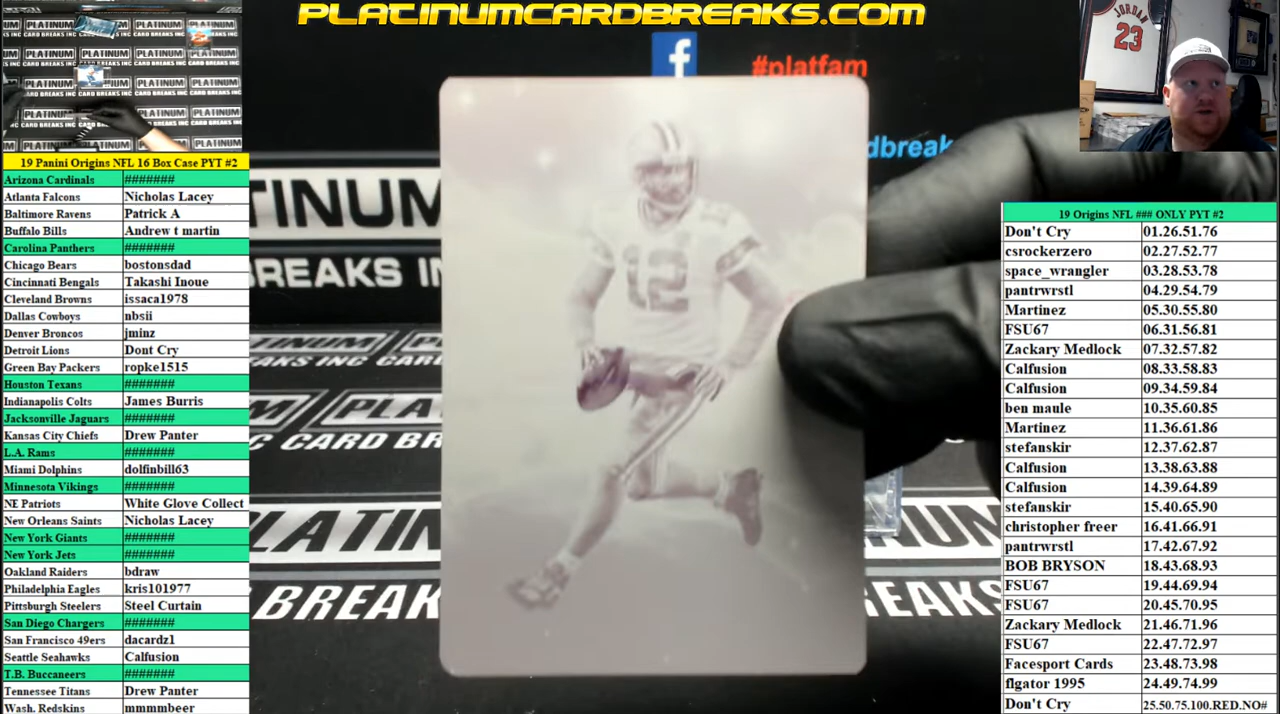 PLATINUMCARDBREAKS.COM
#platfam
dbreak
JORDAN
23
12
TINUM
BREAKS IN
PLATINUM
CARD BREAKS INC
19 Panini Origins NFL 16 Box Case PYT #2
Arizona Cardinals #######
Atlanta Falcons Nicholas Lacey
Baltimore Ravens Patrick A
Buffalo Bills Andrew t martin
Carolina Panthers #######
Chicago Bears bostonsdad
Cincinnati Bengals Takashi Inoue
Cleveland Browns issaca1978
Dallas Cowboys nbsii
Denver Broncos jminz
Detroit Lions Dont Cry
Green Bay Packers ropke1515
Houston Texans #######
Indianapolis Colts James Burris
Jacksonville Jaguars #######
Kansas City Chiefs Drew Panter
L.A. Rams #######
Miami Dolphins dolfinbill63
Minnesota Vikings #######
NE Patriots White Glove Collect
New Orleans Saints Nicholas Lacey
New York Giants #######
New York Jets #######
Oakland Raiders bdraw
Philadelphia Eagles kris101977
Pittsburgh Steelers Steel Curtain
San Diego Chargers #######
San Francisco 49ers dacardz1
Seattle Seahawks Calfusion
T.B. Buccaneers #######
Tennessee Titans Drew Panter
Wash. Redskins mmmmbeer
19 Origins NFL ### ONLY PYT #2
Don't Cry 01.26.51.76
csrockerzero 02.27.52.77
space_wrangler 03.28.53.78
pantrwrstl 04.29.54.79
Martinez 05.30.55.80
FSU67 06.31.56.81
Zackary Medlock 07.32.57.82
Calfusion 08.33.58.83
Calfusion 09.34.59.84
ben maule 10.35.60.85
Martinez 11.36.61.86
stefanskir 12.37.62.87
Calfusion 13.38.63.88
Calfusion 14.39.64.89
stefanskir 15.40.65.90
christopher freer 16.41.66.91
pantrwrstl 17.42.67.92
BOB BRYSON 18.43.68.93
FSU67 19.44.69.94
FSU67 20.45.70.95
Zackary Medlock 21.46.71.96
FSU67 22.47.72.97
Facesport Cards 23.48.73.98
flgator 1995 24.49.74.99
Don't Cry 25.50.75.100.RED.NO#